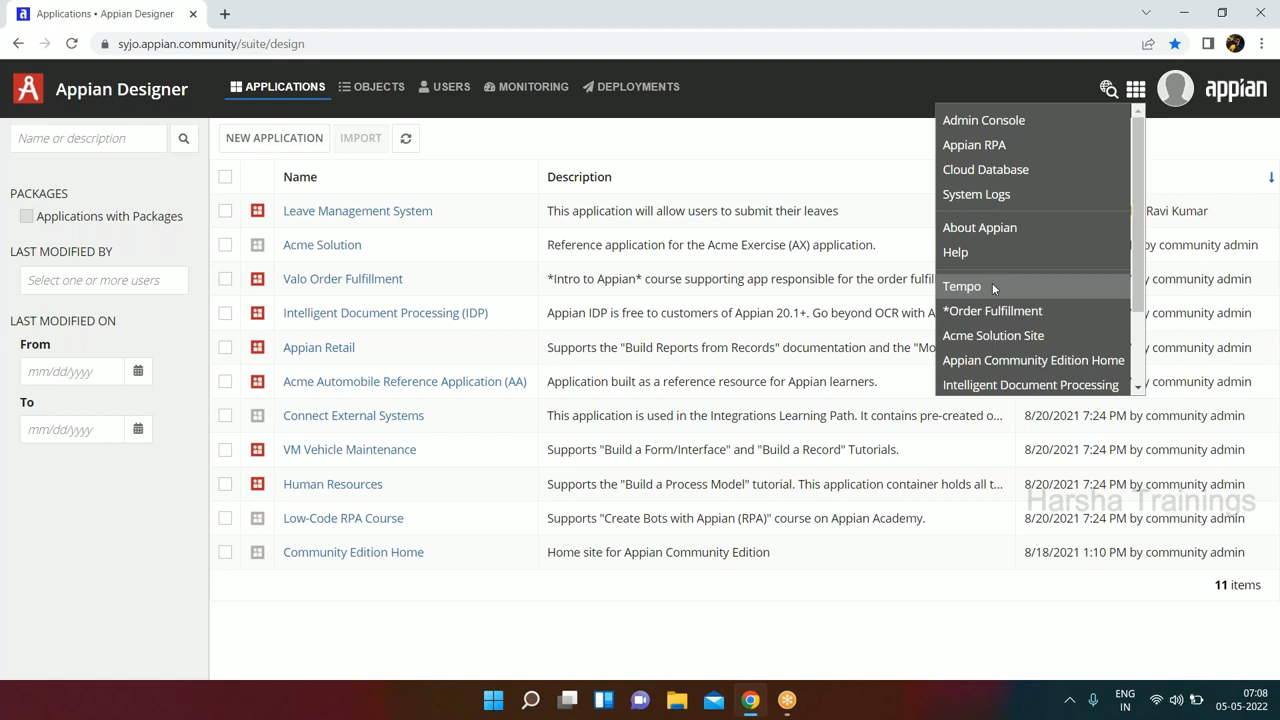 Applications • Appian Designer
syjo.appian.community/suite/design
Appian Designer
APPLICATIONS
OBJECTS
USERS
MONITORING
DEPLOYMENTS
appian
Name or description
NEW APPLICATION
IMPORT
Admin Console
Appian RPA
Cloud Database
System Logs
About Appian
Help
Tempo
*Order Fulfillment
Acme Solution Site
Appian Community Edition Home
Intelligent Document Processing
PACKAGES
Applications with Packages
LAST MODIFIED BY
Select one or more users
LAST MODIFIED ON
From
mm/dd/yyyy
To
mm/dd/yyyy
Name Description
Leave Management System This application will allow users to submit their leaves Ravi Kumar
Acme Solution Reference application for the Acme Exercise (AX) application. by community admin
Valo Order Fulfillment *Intro to Appian* course supporting app responsible for the order fulfil y community admin
Intelligent Document Processing (IDP) Appian IDP is free to customers of Appian 20.1+. Go beyond OCR with A y community admin
Appian Retail Supports the "Build Reports from Records" documentation and the "Mo y community admin
Acme Automobile Reference Application (AA) Application built as a reference resource for Appian learners. y community admin
Connect External Systems This application is used in the Integrations Learning Path. It contains pre-created o... 8/20/2021 7:24 PM by community admin
VM Vehicle Maintenance Supports "Build a Form/Interface" and "Build a Record" Tutorials. 8/20/2021 7:24 PM by community admin
Human Resources Supports the "Build a Process Model" tutorial. This application container holds all t... 8/20/2021 7:24 PM by community admin
Harsha Trainings
Low-Code RPA Course Supports "Create Bots with Appian (RPA)" course on Appian Academy. 8/20/2021 7:24 PM by community admin
Community Edition Home Home site for Appian Community Edition 8/18/2021 1:10 PM by community admin
11 items
ENG
IN
07:08
05-05-2022